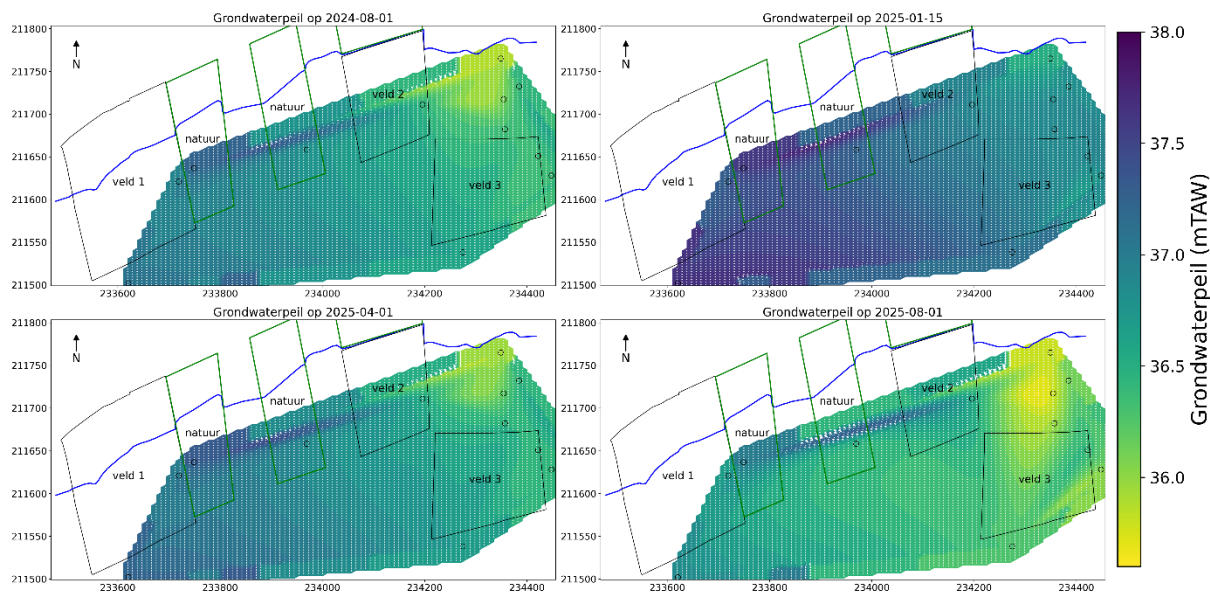 Grondwaterpeil op 2024-08-01
211800
211750
211700
211650
211600
211550
211500
233600
233800
234000
234200
234400
N
veld 1
natuur
natuur
veld 2
veld 3
Grondwaterpeil op 2025-01-15
211800
211750
211700
211650
211600
211550
211500
233600
233800
234000
234200
234400
N
veld 1
natuur
natuur
veld 2
veld 3
Grondwaterpeil op 2025-04-01
211800
211750
211700
211650
211600
211550
211500
233600
233800
234000
234200
234400
N
veld 1
natuur
natuur
veld 2
veld 3
Grondwaterpeil op 2025-08-01
211800
211750
211700
211650
211600
211550
211500
233600
233800
234000
234200
234400
N
veld 1
natuur
natuur
veld 2
veld 3
38.0
37.5
37.0
36.5
36.0
Grondwaterpeil (mTAW)